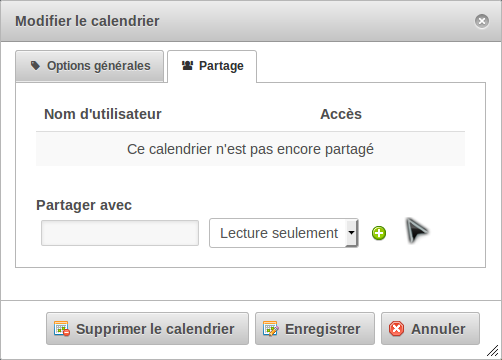 Modifier le calendrier
Options générales Partage
Nom d'utilisateur Accès
Ce calendrier n'est pas encore partagé
Partager avec
Lecture seulement
Supprimer le calendrier Enregistrer Annuler